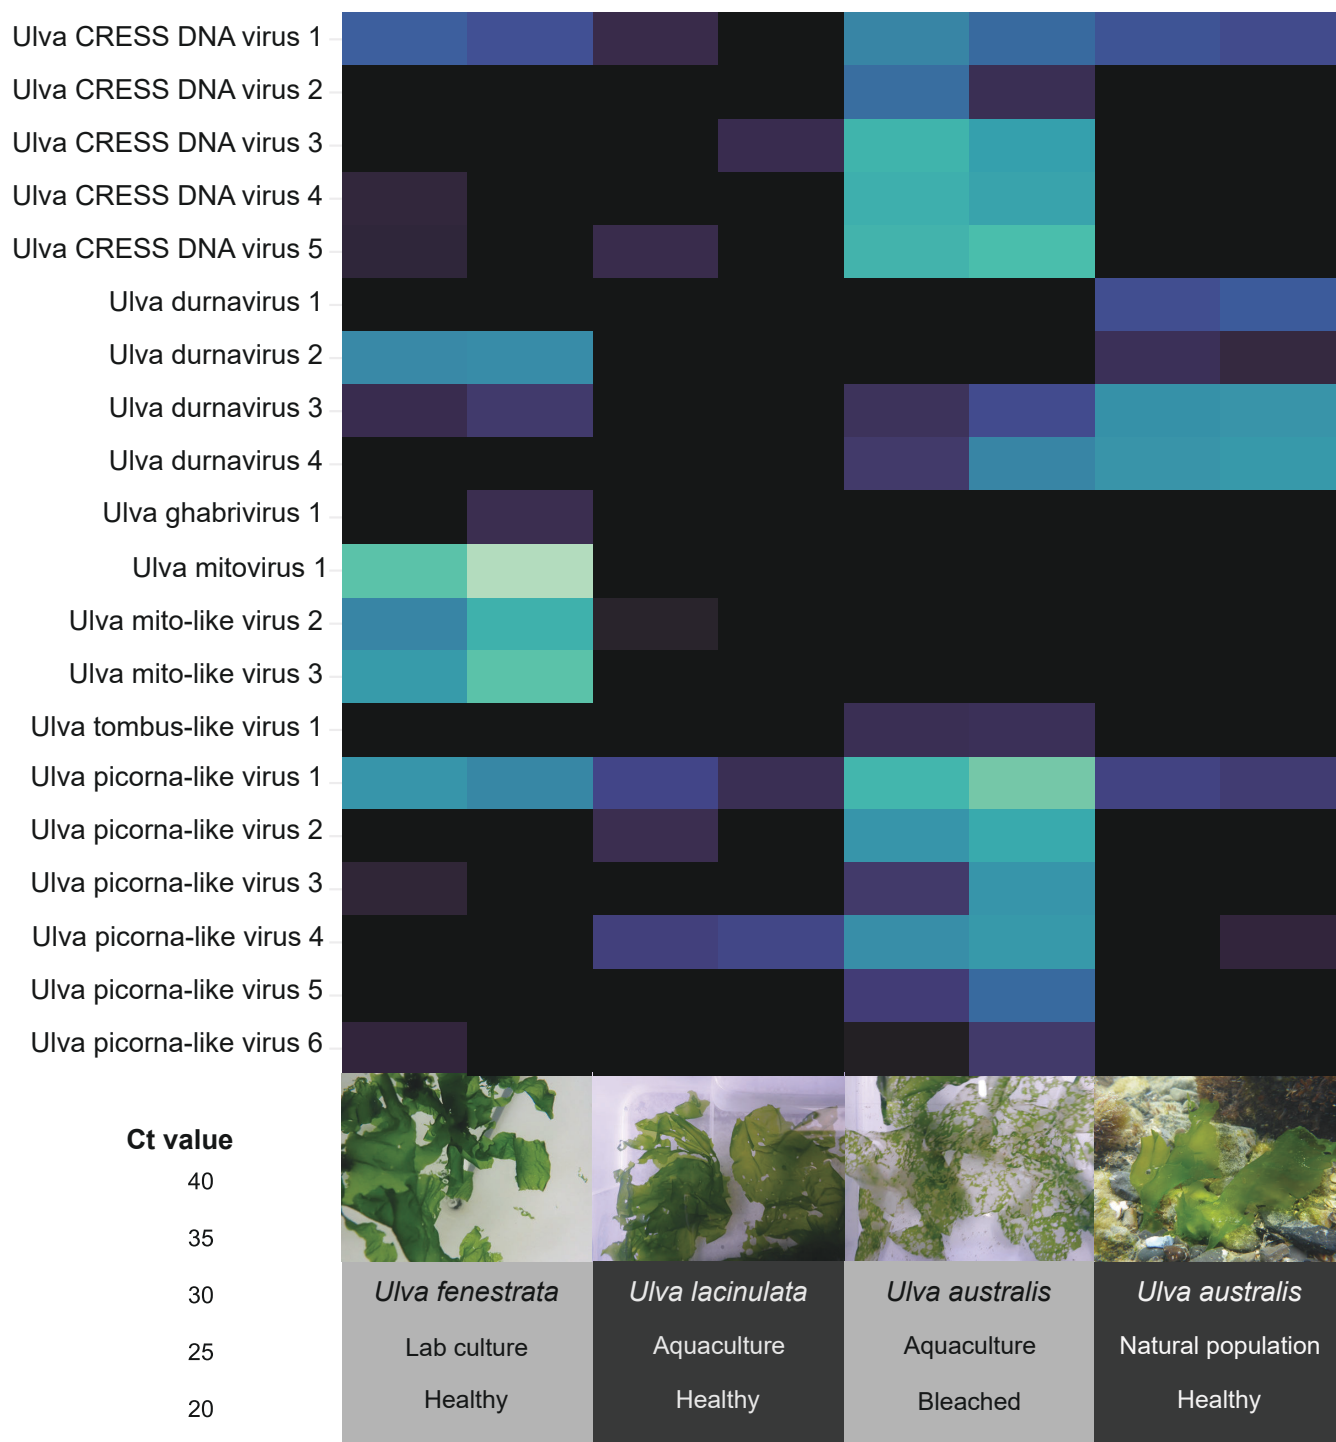 Ulva CRESS DNA virus 1
Ulva CRESS DNA virus 2
Ulva CRESS DNA virus 3
Ulva CRESS DNA virus 4
Ulva CRESS DNA virus 5
Ulva durnavirus 1
Ulva durnavirus 2
Ulva durnavirus 3
Ulva durnavirus 4
Ulva ghabrivirus 1
Ulva mitovirus 1
Ulva mito-like virus 2
Ulva mito-like virus 3
Ulva tombus-like virus 1
Ulva picorna-like virus 1
Ulva picorna-like virus 2
Ulva picorna-like virus 3
Ulva picorna-like virus 4
Ulva picorna-like virus 5
Ulva picorna-like virus 6
Ct value
40
35
30
25
20
Ulva fenestrata
Lab culture
Healthy
Ulva lacinulata
Aquaculture
Healthy
Ulva australis
Aquaculture
Bleached
Ulva australis
Natural population
Healthy